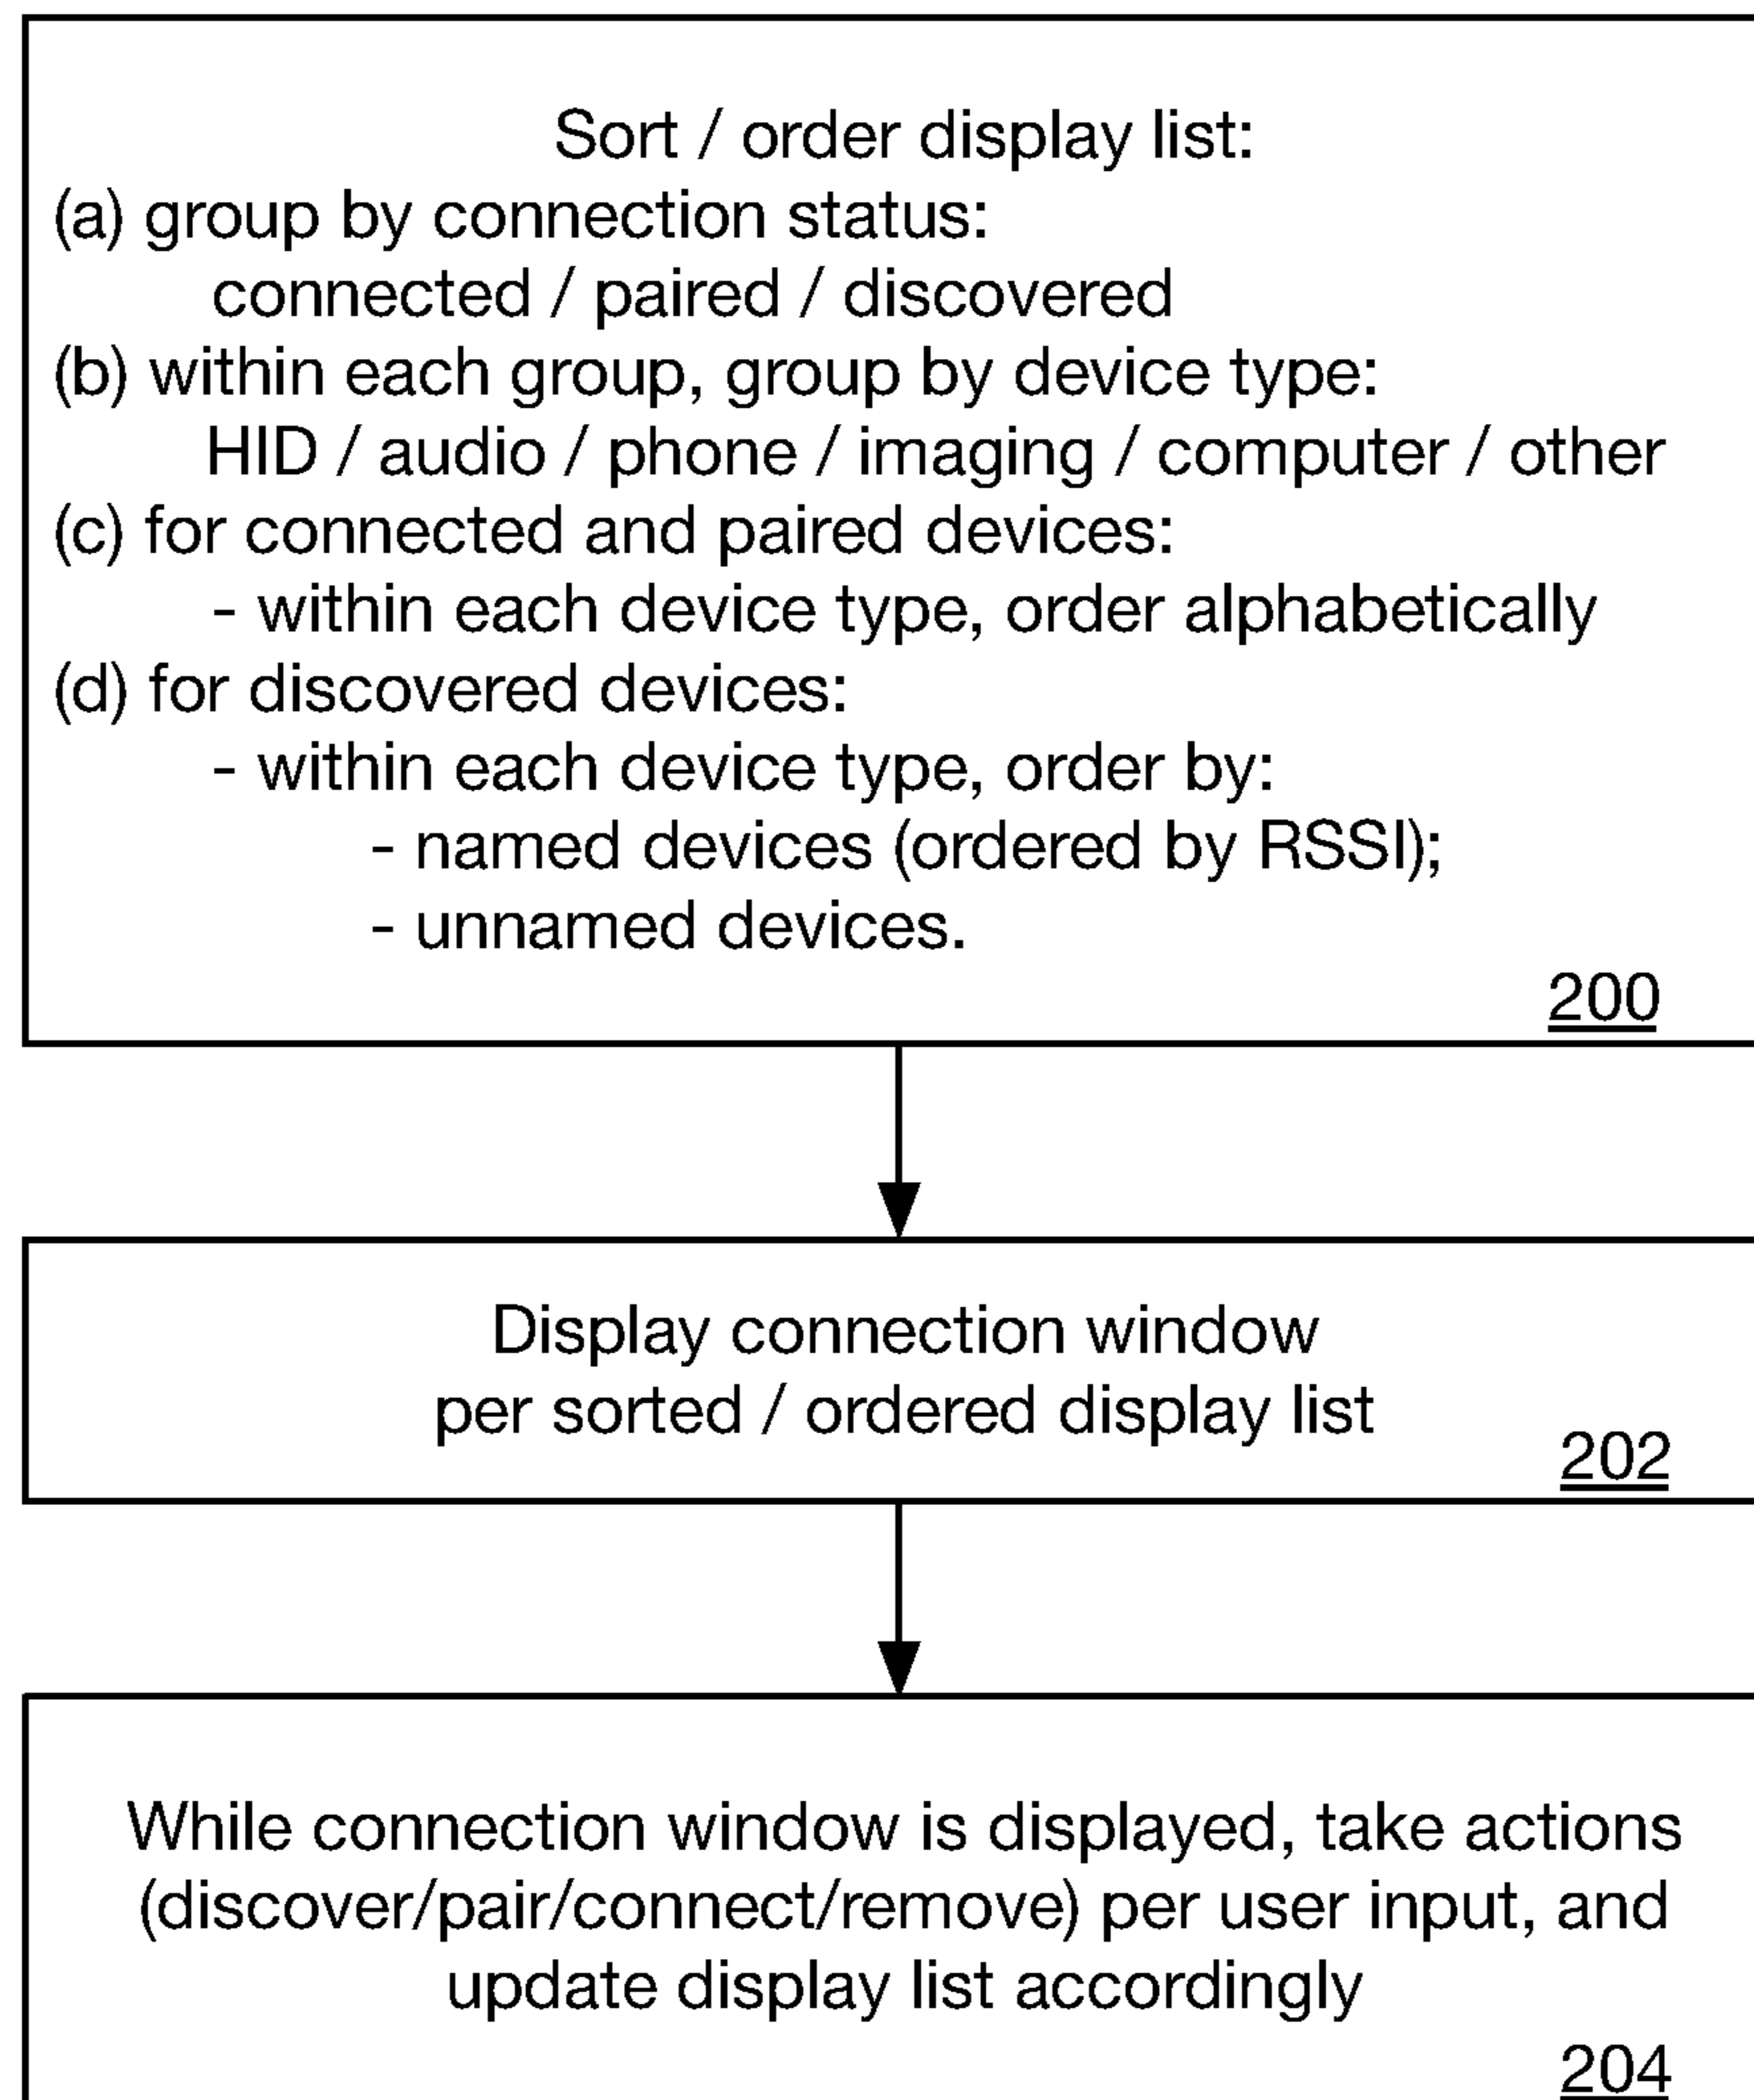 Sort / order display list:
(a) group by connection status:
connected / paired / discovered
(b) within each group, group by device type:
HID / audio / phone / imaging / computer / other
(c) for connected and paired devices:
- within each device type, order alphabetically
(d) for discovered devices:
- within each device type, order by:
- named devices (ordered by RSSI);
- unnamed devices.
200
Display connection window
per sorted / ordered display list
202
While connection window is displayed, take actions
(discover/pair/connect/remove) per user input, and
update display list accordingly
204